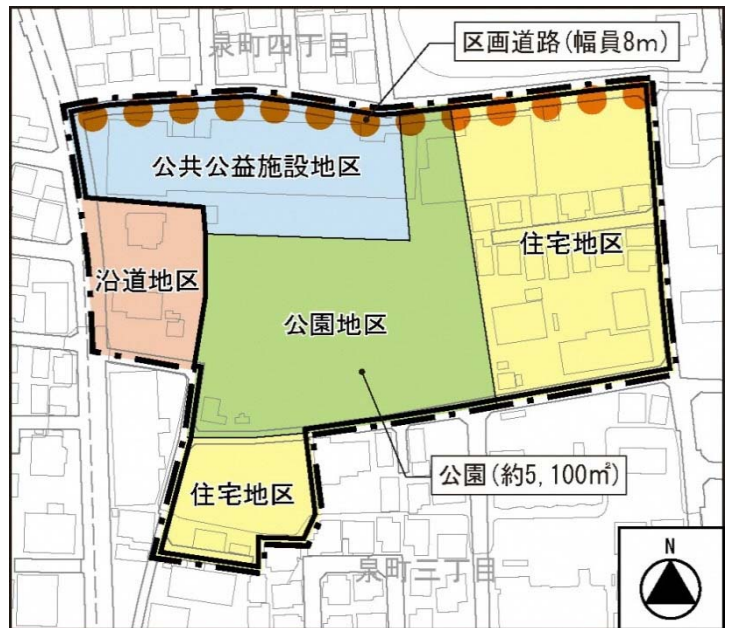 泉町四丁目
区画道路(幅員8m)
公共公益施設地区
沿道地区
住宅地区
公園地区
公園(約5,100㎡)
住宅地区
泉町三丁目
N